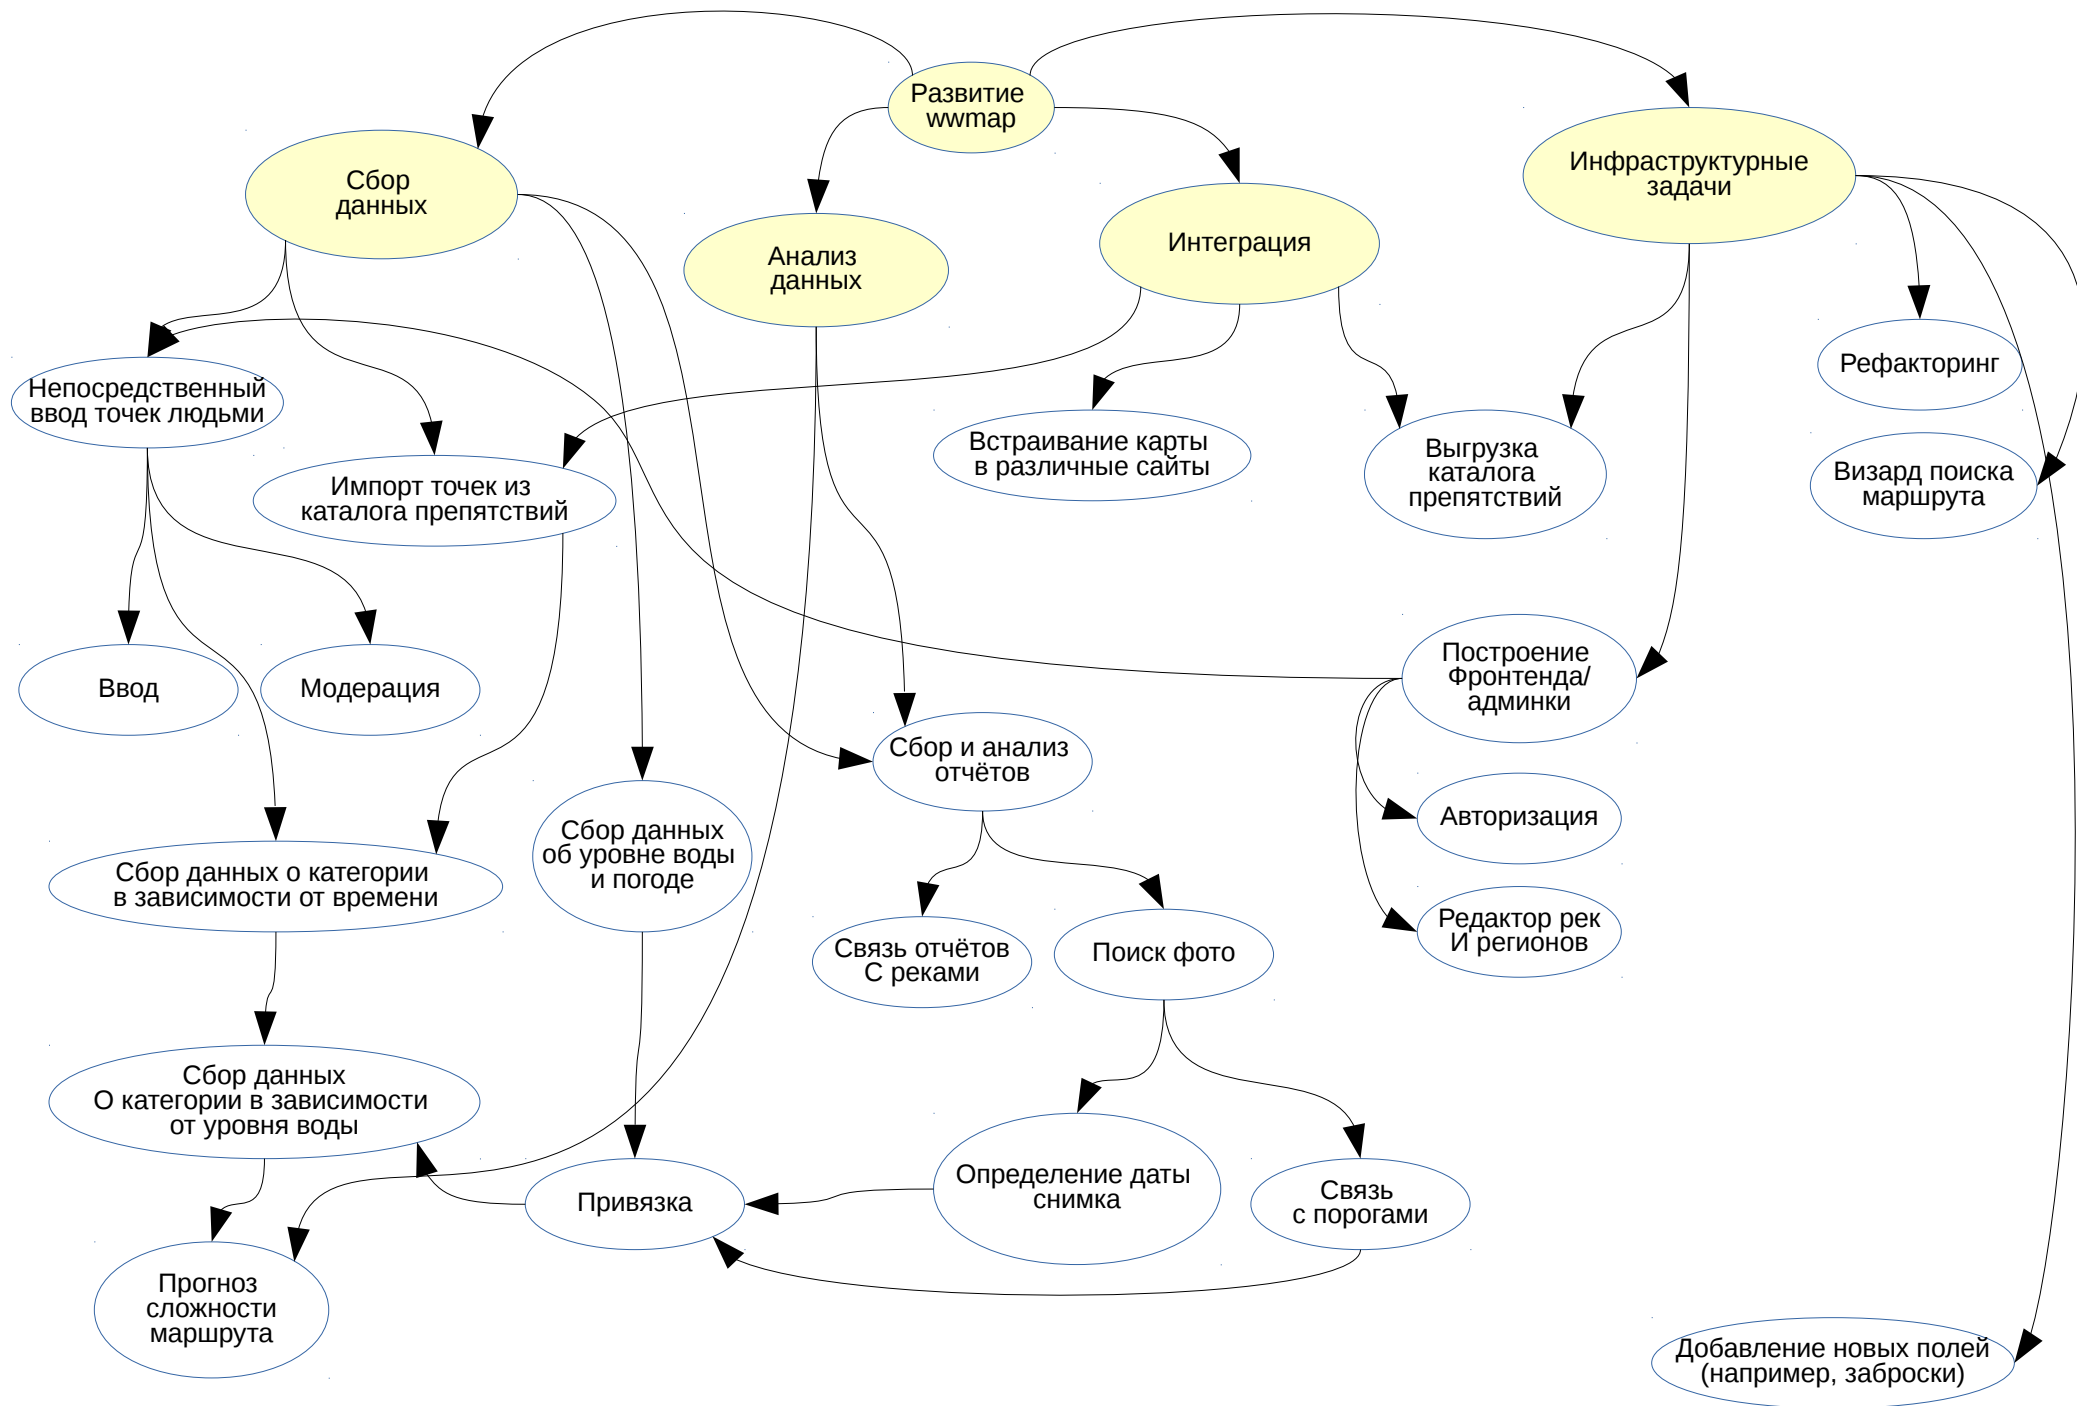 Развитие
wwmap
Сбор
данных
Анализ
данных
Интеграция
Инфраструктурные
задачи
Непосредственный
ввод точек людьми
Импорт точек из
каталога препятствий
Встраивание карты
в различные сайты
Выгрузка
каталога
препятствий
Рефакторинг
Визард поиска
маршрута
Ввод
Модерация
Построение
Фронтенда/
админки
Сбор и анализ
отчётов
Авторизация
Сбор данных
об уровне воды
и погоде
Сбор данных о категории
в зависимости от времени
Связь отчётов
С реками
Поиск фото
Редактор рек
И регионов
Сбор данных
О категории в зависимости
от уровня воды
Привязка
Определение даты
снимка
Связь
с порогами
Прогноз
сложности
маршрута
Добавление новых полей
(например, заброски)